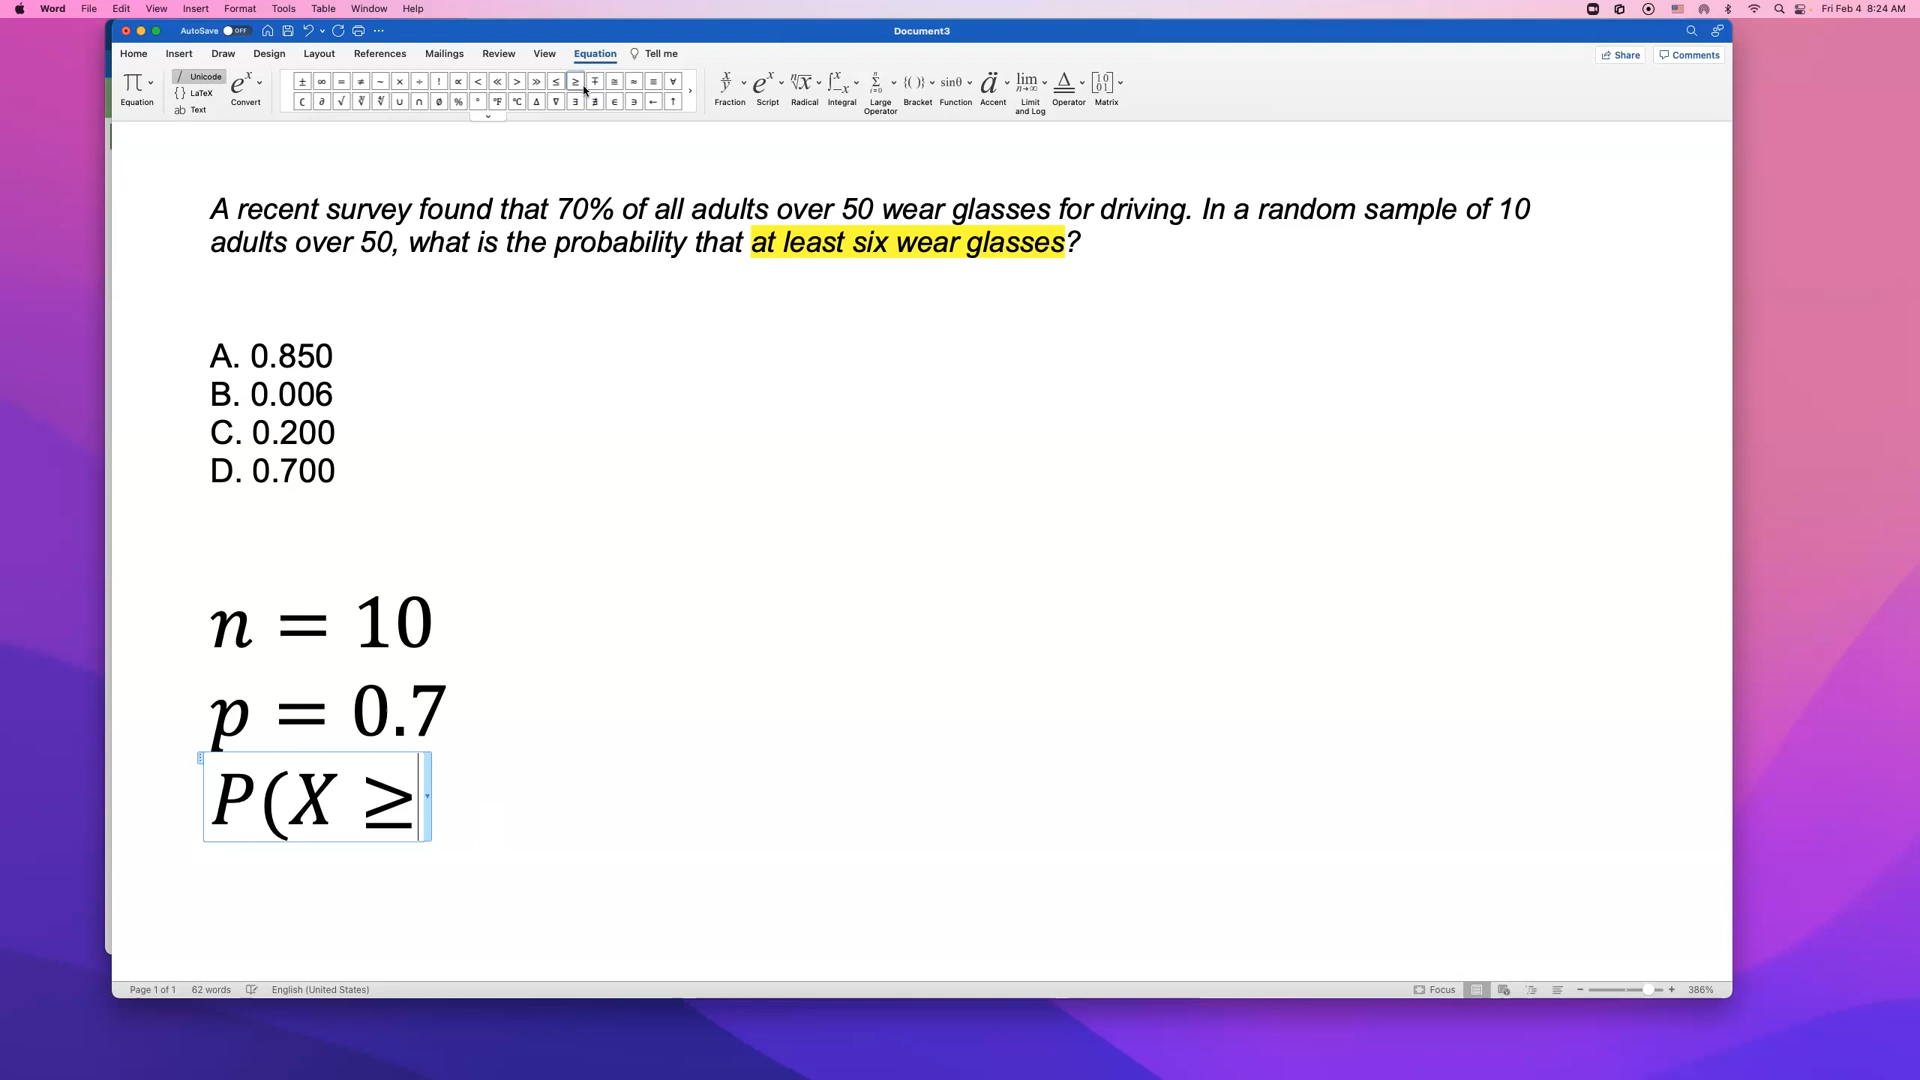 Word File Edit View Insert Format Tools Table Window Help Fri Feb 4 8:24 AM
AutoSave OFF Document3
Home Insert Draw Design Layout References Mailings Review View Equation Tell me Share Comments
π Equation
Unicode
{} LaTeX
ab Text
eˣ Convert
± ∞ = ≠ ~ × ÷ ! ∝ < ≪ > ≫ ≤ ≥ ∓ ≅ ≈ ≡ ∀
∁ ∂ √ ∛ ∜ ∪ ∩ ∅ % ° °F °C ∆ ∇ ∃ ∄ ∈ ∋ ← ↑
Fraction Script Radical Integral Large Operator Bracket Function Accent Limit and Log Operator Matrix
A recent survey found that 70% of all adults over 50 wear glasses for driving. In a random sample of 10
adults over 50, what is the probability that at least six wear glasses?
A. 0.850
B. 0.006
C. 0.200
D. 0.700
n = 10
p = 0.7
P(X ≥
Page 1 of 1 62 words English (United States) Focus 386%